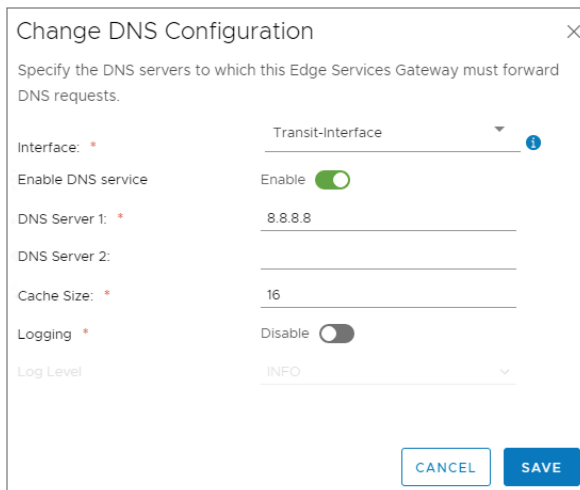 Change DNS Configuration
Specify the DNS servers to which this Edge Services Gateway must forward
DNS requests.
Interface: * Transit-Interface
Enable DNS service Enable
DNS Server 1: * 8.8.8.8
DNS Server 2:
Cache Size: * 16
Logging * Disable
Log Level INFO
CANCEL SAVE